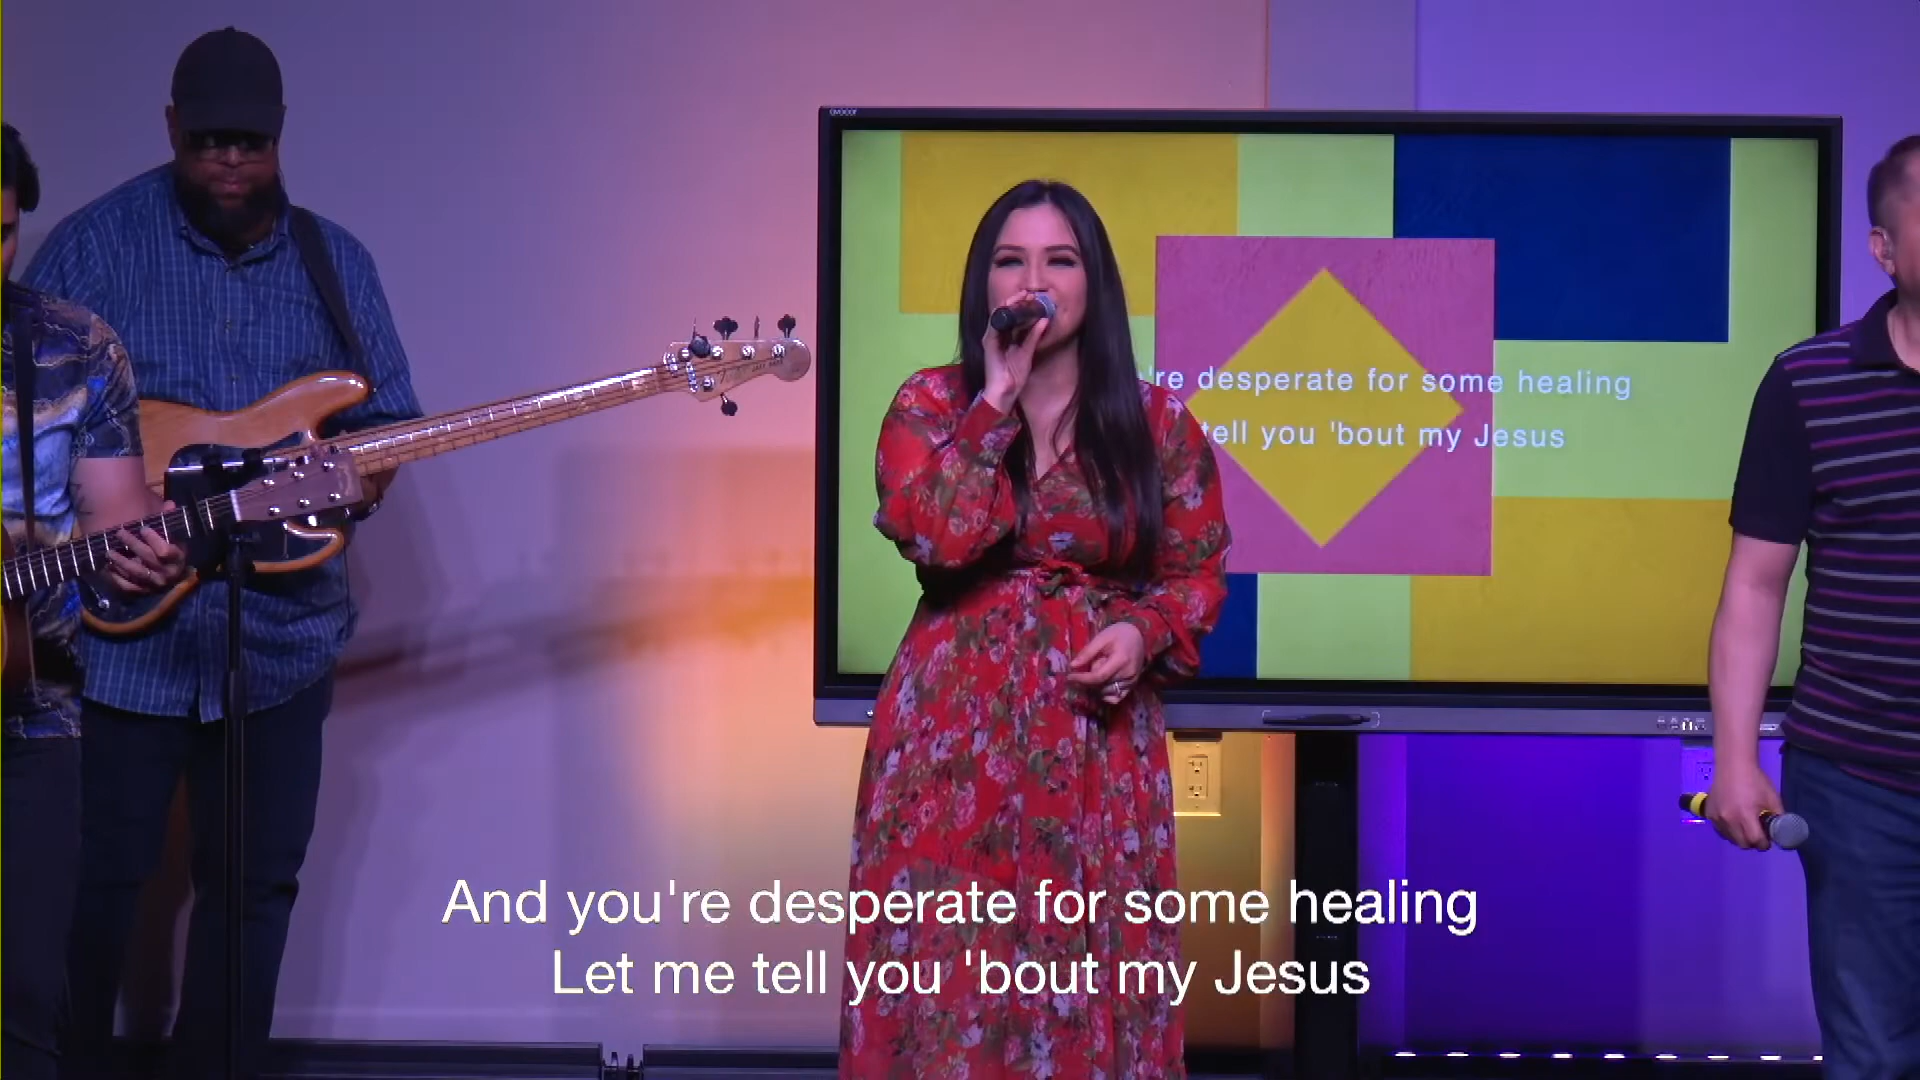 avocor
're desperate for some healing
tell you 'bout my Jesus
And you're desperate for some healing
Let me tell you 'bout my Jesus